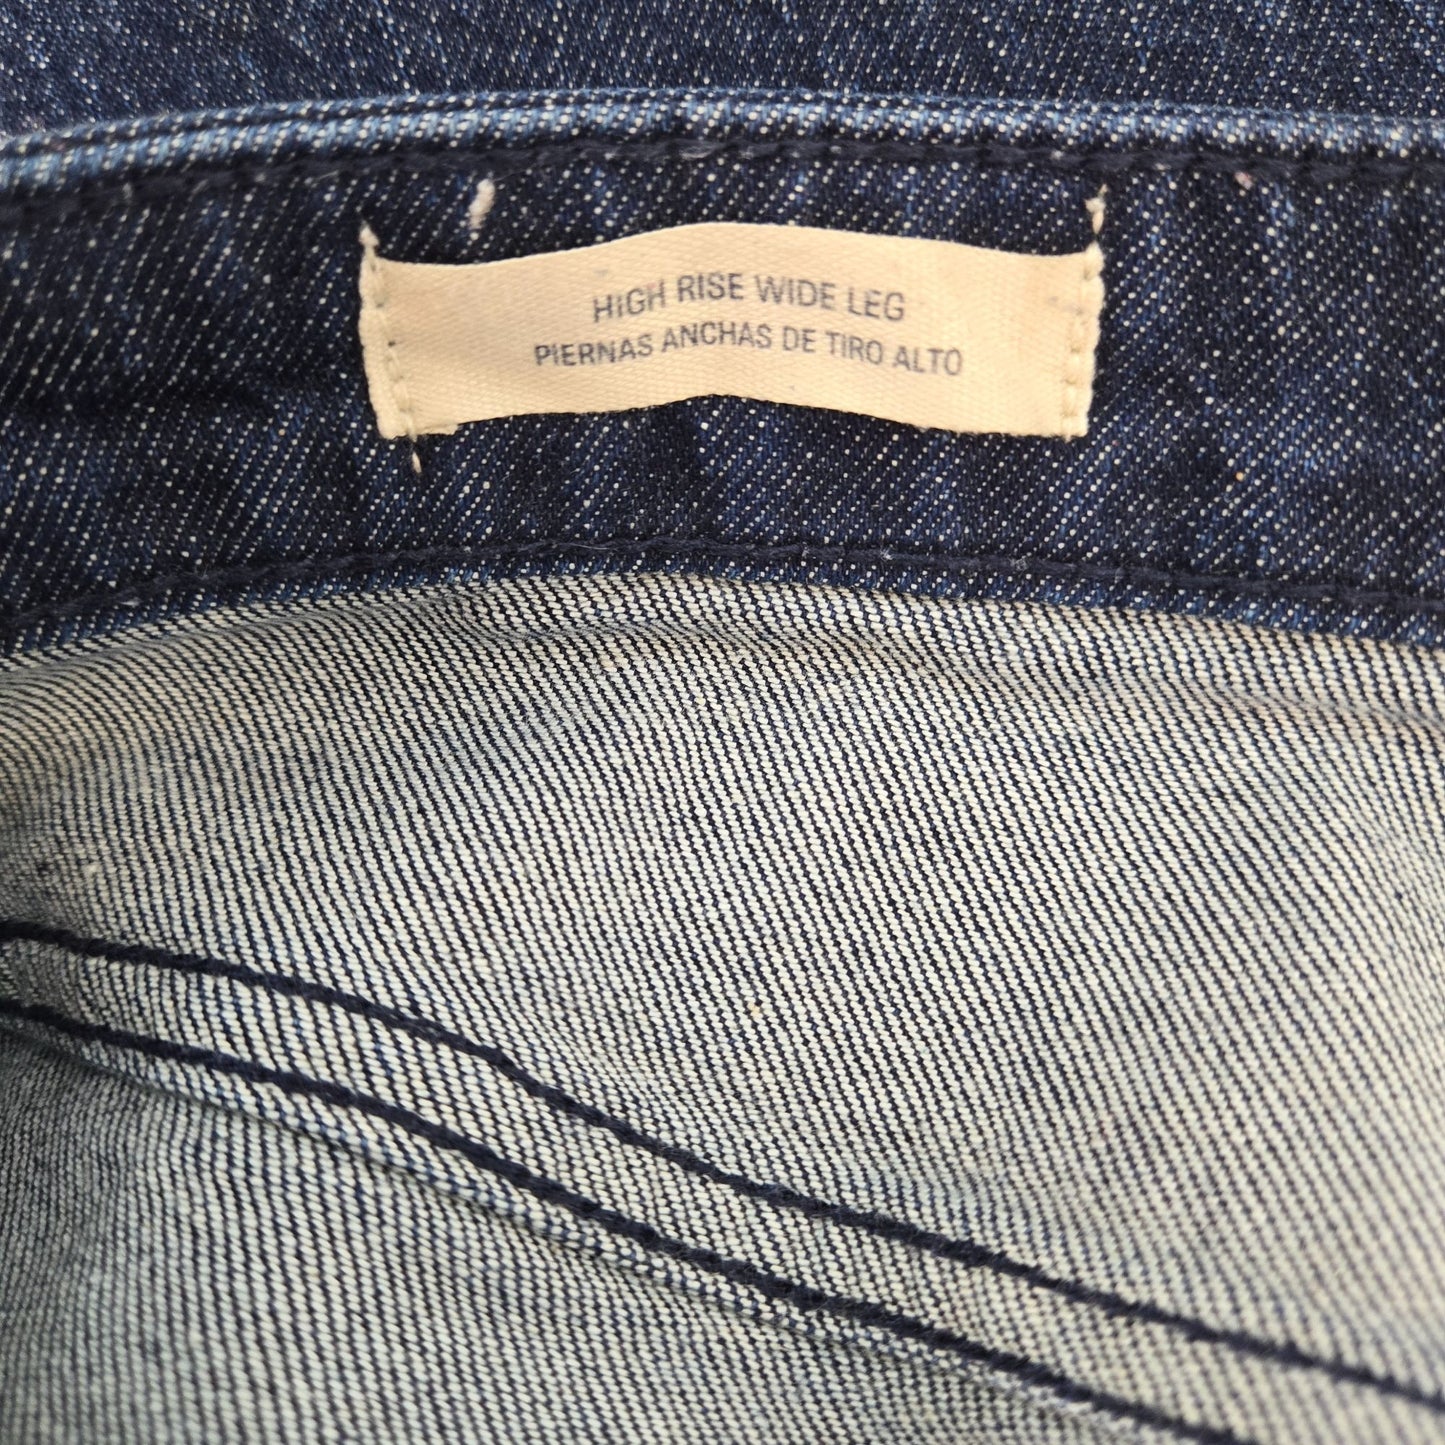 HIGH RISE WIDE LEG
PIERNAS ANCHAS DE TIRO ALTO